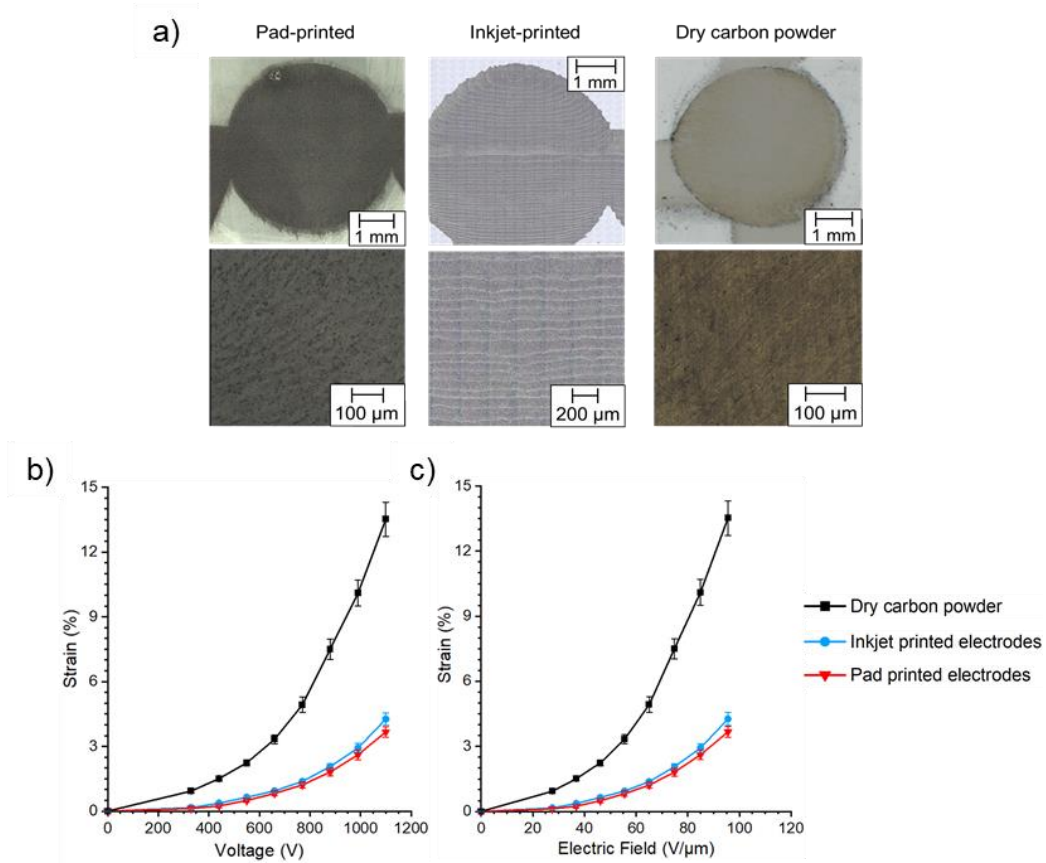 a)
Pad-printed
Inkjet-printed
Dry carbon powder
1 mm
1 mm
1 mm
100 µm
200 µm
100 µm
b)
15
12
9
6
3
0
Strain (%)
0 200 400 600 800 1000 1200
Voltage (V)
c)
15
12
9
6
3
0
Strain (%)
0 20 40 60 80 100 120
Electric Field (V/µm)
Dry carbon powder
Inkjet printed electrodes
Pad printed electrodes